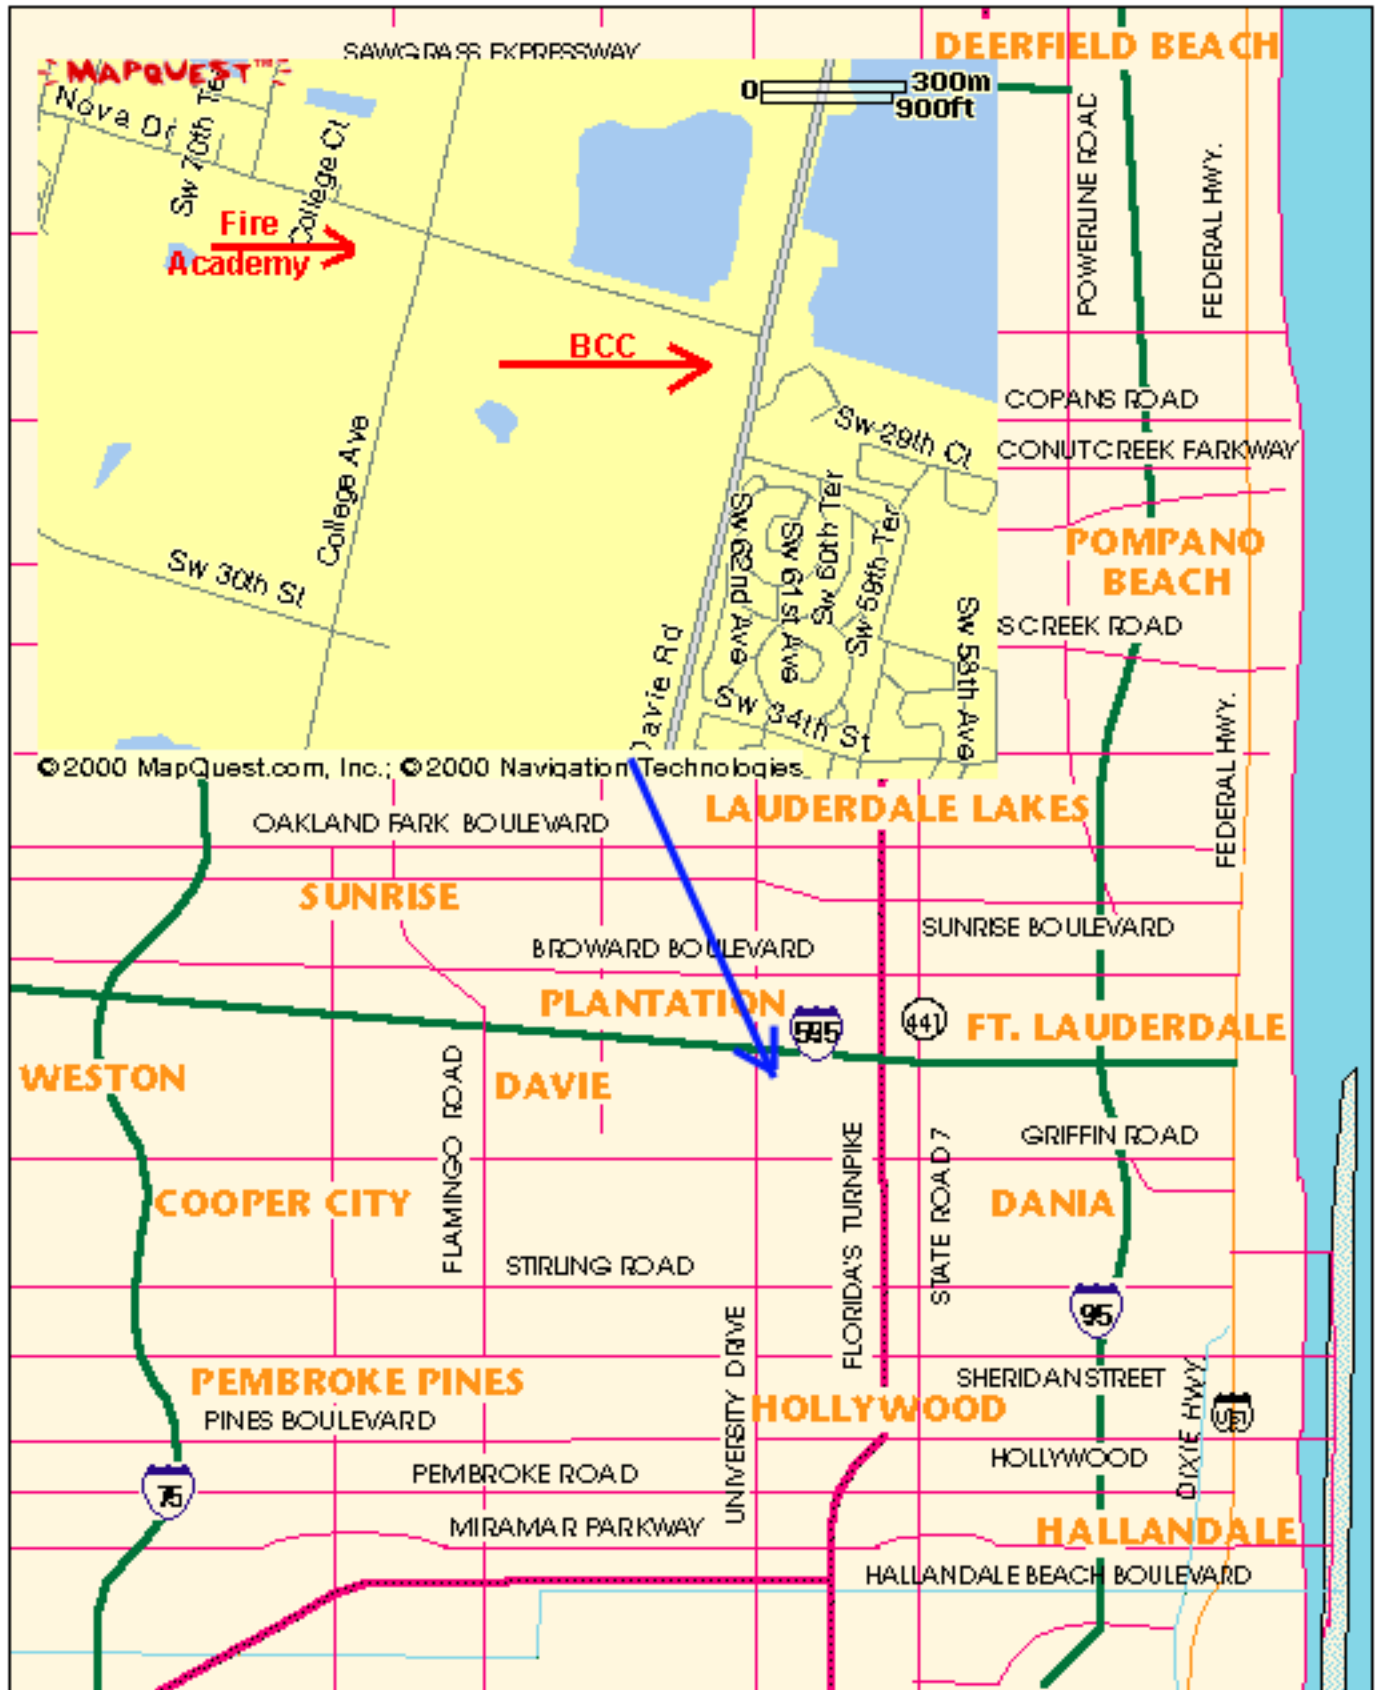 SAWGRASS EXPRESSWAY
DEERFIELD BEACH
MAPQUEST™
0
300m
900ft
Nova Dr
Sw 70th Ter
College Ct
POWERLINE ROAD
FEDERAL HWY.
Fire
Academy
BCC
COPANS ROAD
Sw 29th Ct
CONUTCREEK PARKWAY
College Ave
Sw 62nd Ave
Sw 61st Ave
Sw 60th Ter
Sw 59th Ter
POMPANO
BEACH
Sw 30th St
Sw 58th Ave
S CREEK ROAD
Davie Rd
Sw 34th St
FEDERAL HWY.
©2000 MapQuest.com, Inc.; ©2000 Navigation Technologies
LAUDERDALE LAKES
OAKLAND PARK BOULEVARD
SUNRISE
SUNRISE BOULEVARD
BROWARD BOULEVARD
PLANTATION
595
441
FT. LAUDERDALE
WESTON
DAVIE
FLAMINGO ROAD
GRIFFIN ROAD
FLORIDA'S TURNPIKE
STATE ROAD 7
COOPER CITY
DANIA
STIRLING ROAD
95
UNIVERSITY DRIVE
PEMBROKE PINES
SHERIDAN STREET
DIXIE HWY.
HOLLYWOOD
PINES BOULEVARD
HOLLYWOOD
PEMBROKE ROAD
75
MIRAMAR PARKWAY
HALLANDALE
HALLANDALE BEACH BOULEVARD